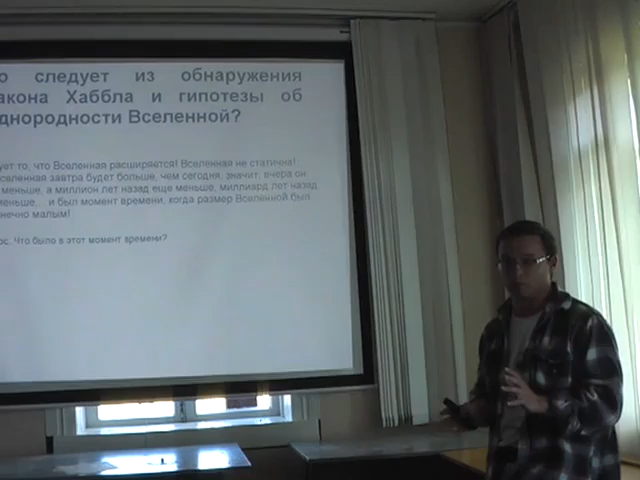 о следует из обнаружения
акона Хаббла и гипотезы об
днородности Вселенной?
ует то, что Вселенная расширяется! Вселенная не статична!
селенная завтра будет больше, чем сегодня, значит, вчера он
меньше, а миллион лет назад еще меньше, миллиард лет назад
меньше,.. и был момент времени, когда размер Вселенной был
нечно малым!
ос. Что было в этот момент времени?